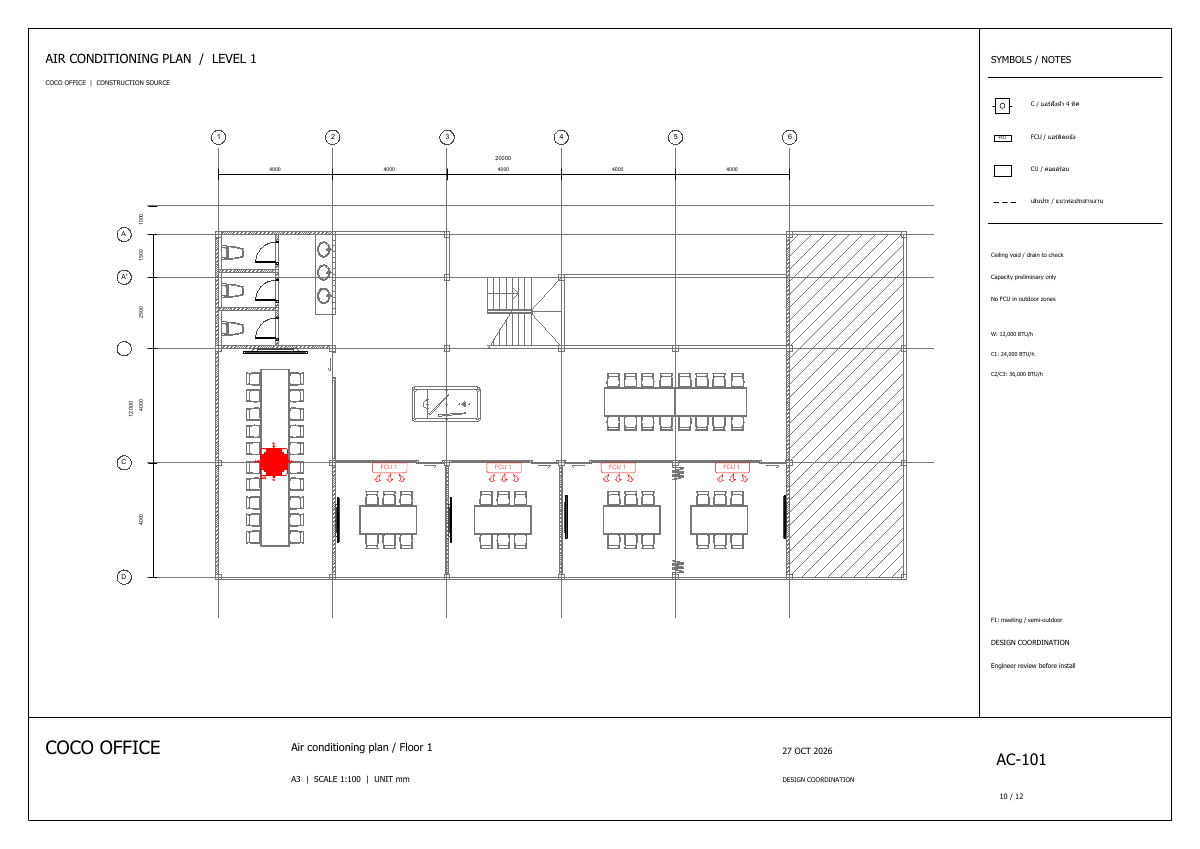 AIR CONDITIONING PLAN / LEVEL 1
COCO OFFICE | CONSTRUCTION SOURCE
1
2
3
4
5
6
20000
4000
4000
4000
4000
4000
A
A'
C
D
1000
1500
2500
4000
12000
4000
FCU 1
FCU 1
FCU 1
FCU 1
SYMBOLS / NOTES
C / แอร์ฝังฝ้า 4 ทิศ
FCU
FCU / แอร์ติดผนัง
CU / คอยล์ร้อน
เส้นประ / แนวท่อประสานงาน
Ceiling void / drain to check
Capacity preliminary only
No FCU in outdoor zones
W: 12,000 BTU/h
C1: 24,000 BTU/h
C2/C3: 36,000 BTU/h
F1: meeting / semi-outdoor
DESIGN COORDINATION
Engineer review before install
COCO OFFICE
Air conditioning plan / Floor 1
A3 | SCALE 1:100 | UNIT mm
27 OCT 2026
DESIGN COORDINATION
AC-101
10 / 12